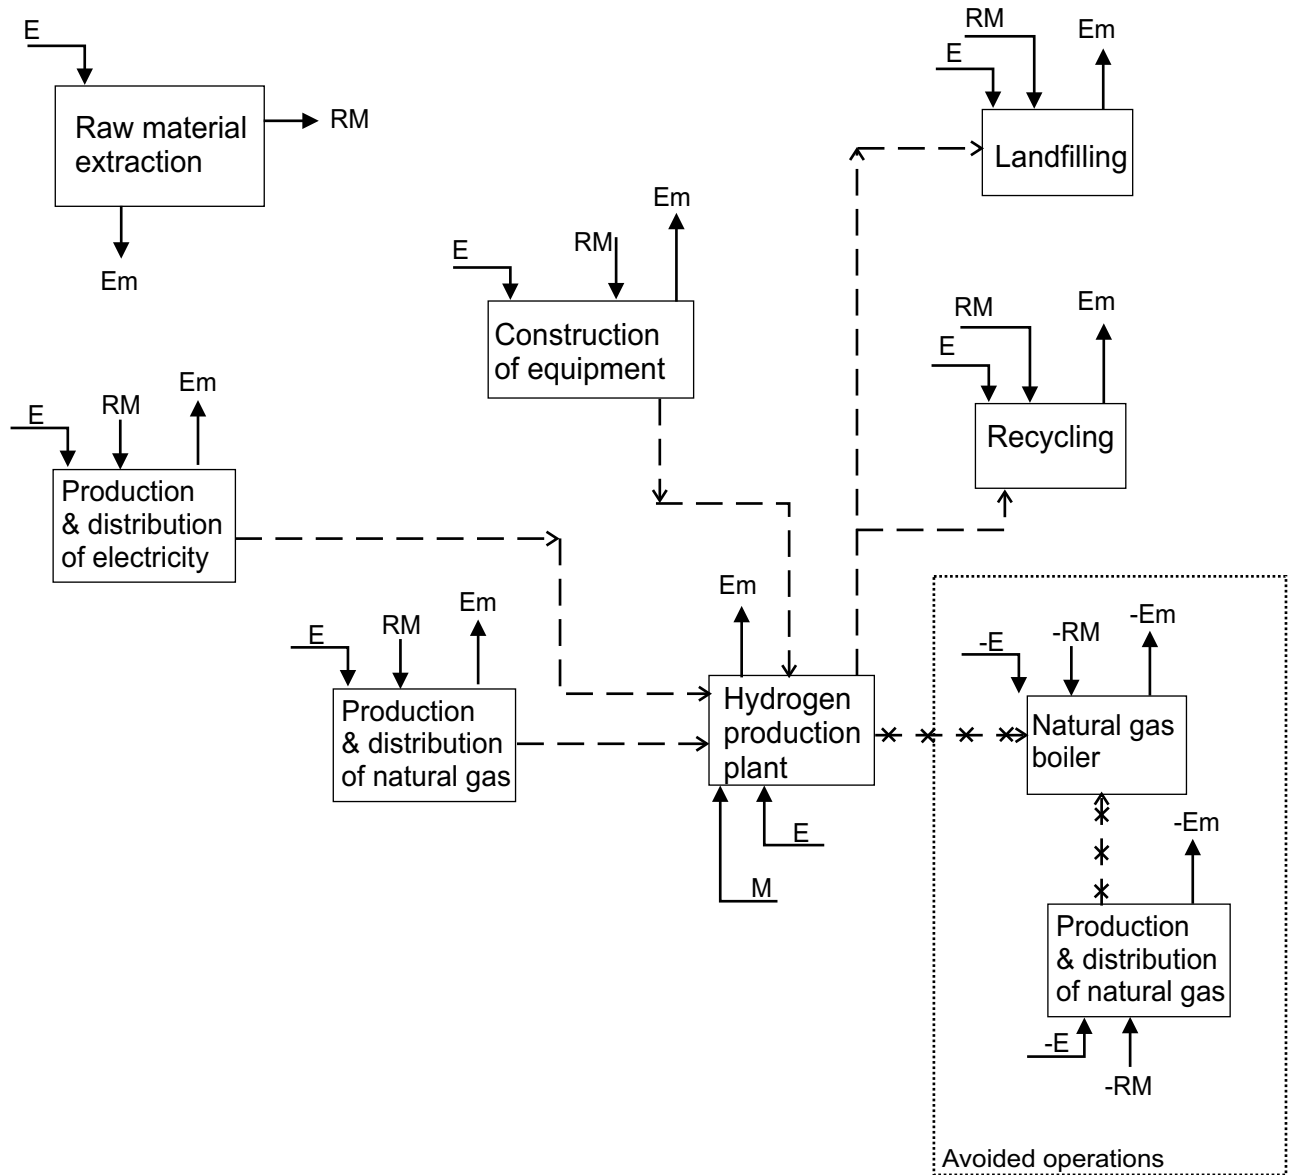 E
Raw material
extraction
RM
Em
RM
E
Em
Landfilling
E
RM
Em
Construction
of equipment
RM
E
Em
Recycling
E
RM
Em
Production
& distribution
of electricity
E
RM
Em
Production
& distribution
of natural gas
Em
Hydrogen
production
plant
E
M
-E
-RM
-Em
Natural gas
boiler
-Em
Production
& distribution
of natural gas
-E
-RM
Avoided operations